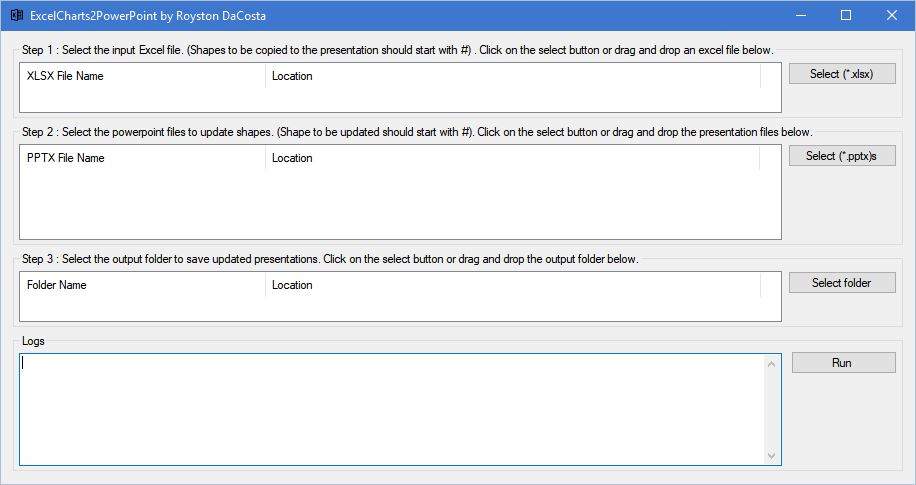 ExcelCharts2PowerPoint by Royston DaCosta
Step 1 : Select the input Excel file. (Shapes to be copied to the presentation should start with #) . Click on the select button or drag and drop an excel file below.
XLSX File Name Location
Select (*.xlsx)
Step 2 : Select the powerpoint files to update shapes. (Shape to be updated should start with #). Click on the select button or drag and drop the presentation files below.
PPTX File Name Location
Select (*.pptx)s
Step 3 : Select the output folder to save updated presentations. Click on the select button or drag and drop the output folder below.
Folder Name Location
Select folder
Logs
Run